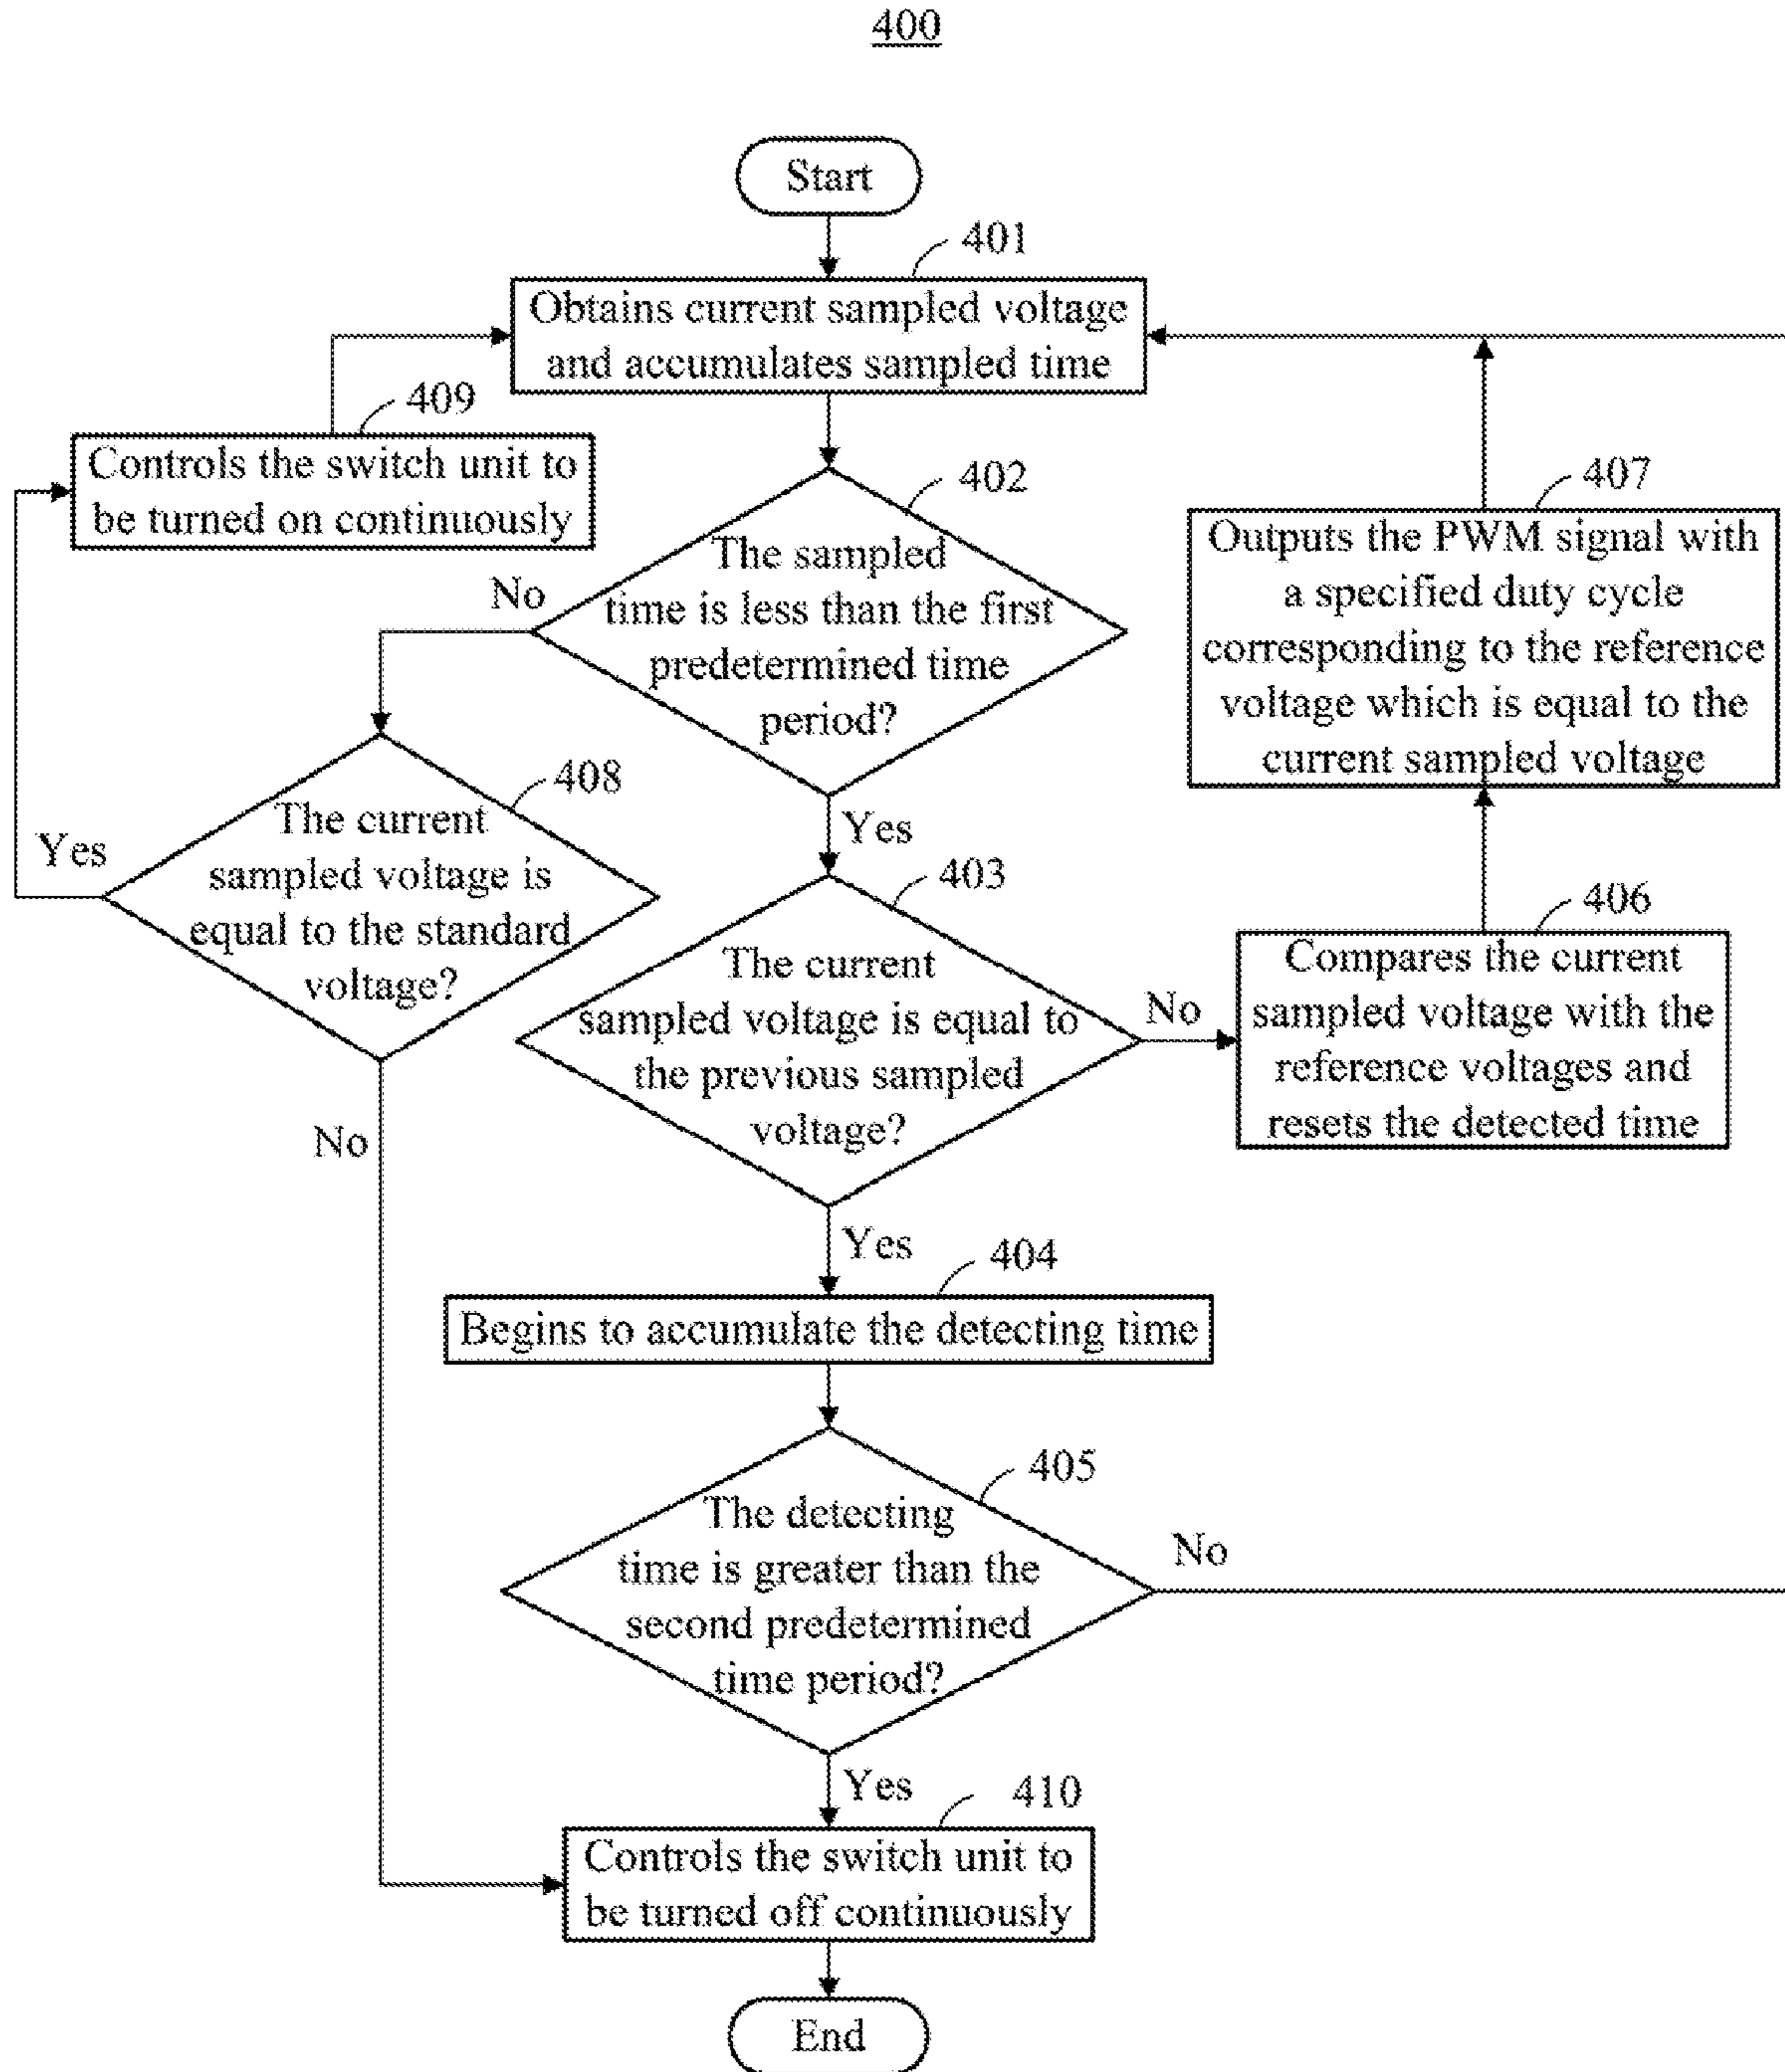 400
Start
401
Obtains current sampled voltage
and accumulates sampled time
409
Controls the switch unit to
be turned on continuously
402
The sampled
time is less than the first
predetermined time
period?
No
Yes
407
Outputs the PWM signal with
a specified duty cycle
corresponding to the reference
voltage which is equal to the
current sampled voltage
408
The current
sampled voltage is
equal to the standard
voltage?
Yes
No
403
The current
sampled voltage is equal to
the previous sampled
voltage?
No
Yes
406
Compares the current
sampled voltage with the
reference voltages and
resets the detected time
404
Begins to accumulate the detecting time
405
The detecting
time is greater than the
second predetermined
time period?
No
Yes
410
Controls the switch unit to
be turned off continuously
End